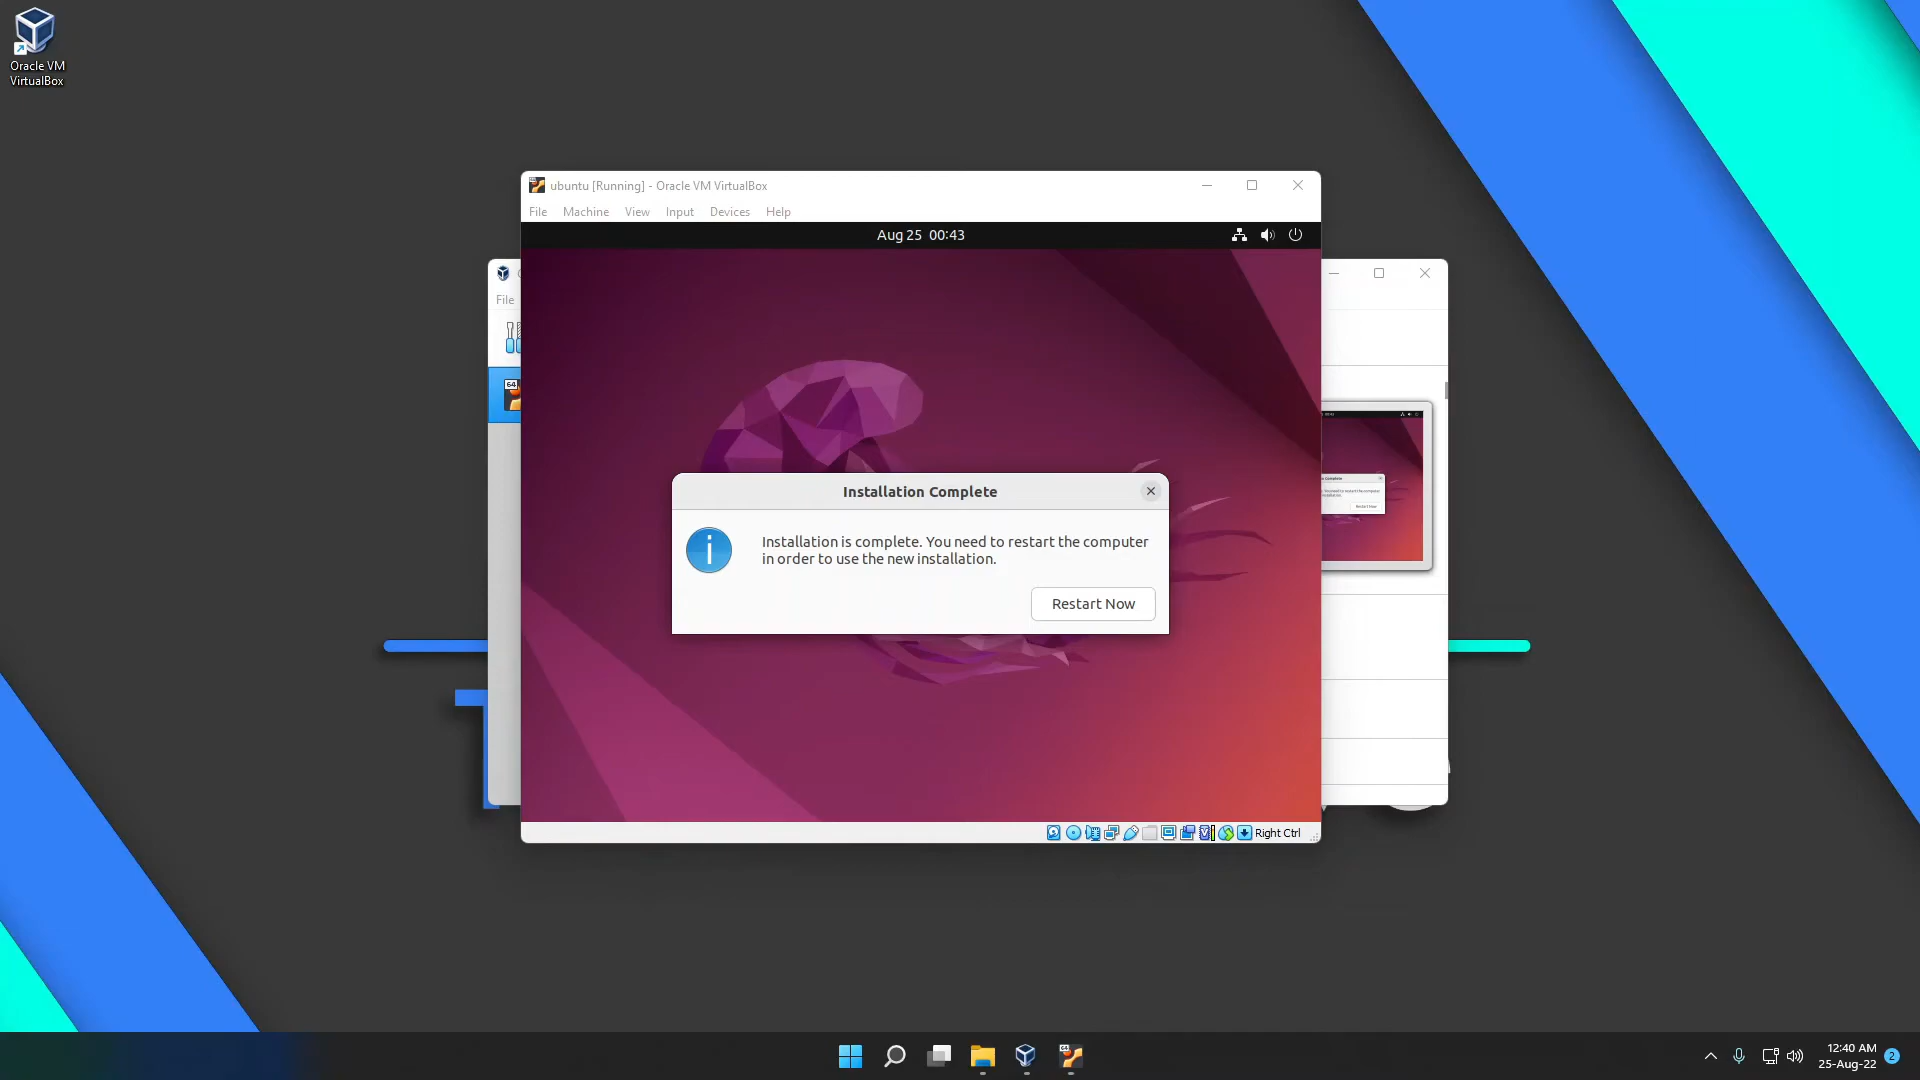 Oracle VM
VirtualBox
ubuntu [Running] - Oracle VM VirtualBox
File Machine View Input Devices Help
Aug 25 00:43
File
64
Installation Complete
Installation is complete. You need to restart the computer
in order to use the new installation.
Restart Now
Right Ctrl
12:40 AM
25-Aug-22
2